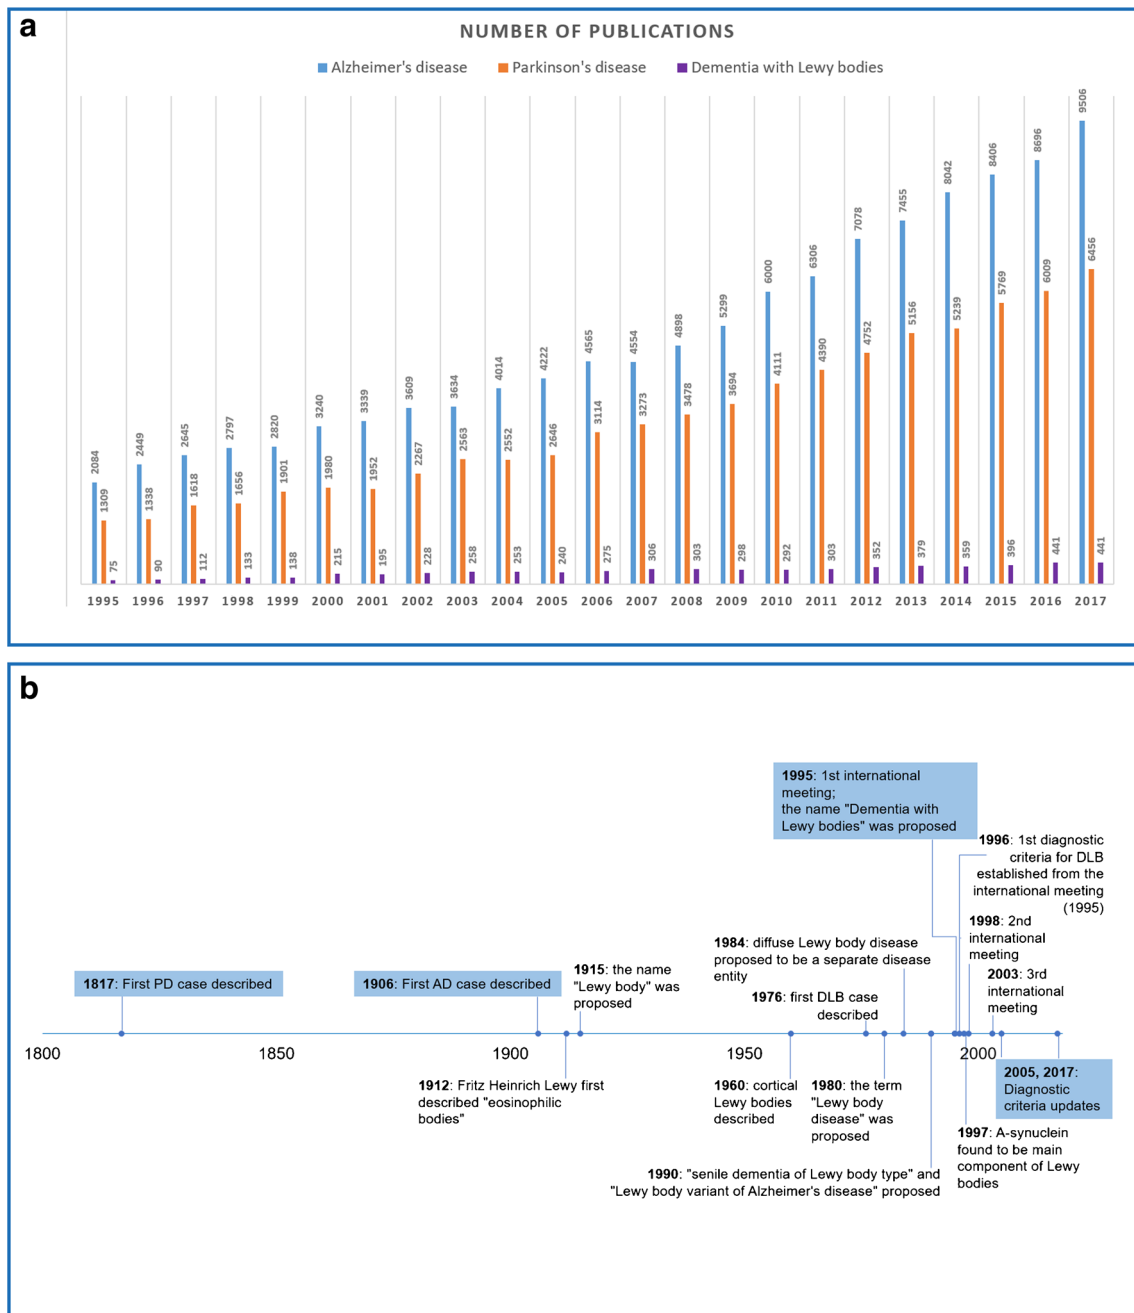 a
NUMBER OF PUBLICATIONS
Alzheimer's disease Parkinson's disease Dementia with Lewy bodies
2084 1309 75
2449 1338 90
2645 1618 112
2797 1656 133
2820 1901 138
3240 1980 215
3339 1952 195
3609 2267 228
3634 2563 258
4014 2552 253
4222 2646 240
4565 3114 275
4554 3273 306
4898 3478 303
5299 3694 298
6000 4111 292
6306 4390 303
7078 4752 352
7455 5156 379
8042 5239 359
8406 5769 396
8696 6009 441
9506 6456 441
1995 1996 1997 1998 1999 2000 2001 2002 2003 2004 2005 2006 2007 2008 2009 2010 2011 2012 2013 2014 2015 2016 2017
b
1995: 1st international
meeting;
the name "Dementia with
Lewy bodies" was proposed
1996: 1st diagnostic
criteria for DLB
established from the
international meeting
(1995)
1998: 2nd
international
meeting
1984: diffuse Lewy body disease
proposed to be a separate disease
entity
2003: 3rd
international
meeting
1817: First PD case described
1906: First AD case described
1915: the name
"Lewy body" was
proposed
1976: first DLB case
described
1800 1850 1900 1950 2000
1912: Fritz Heinrich Lewy first
described "eosinophilic
bodies"
1960: cortical
Lewy bodies
described
1980: the term
"Lewy body
disease" was
proposed
2005, 2017:
Diagnostic
criteria updates
1997: A-synuclein
found to be main
component of Lewy
bodies
1990: "senile dementia of Lewy body type" and
"Lewy body variant of Alzheimer's disease" proposed